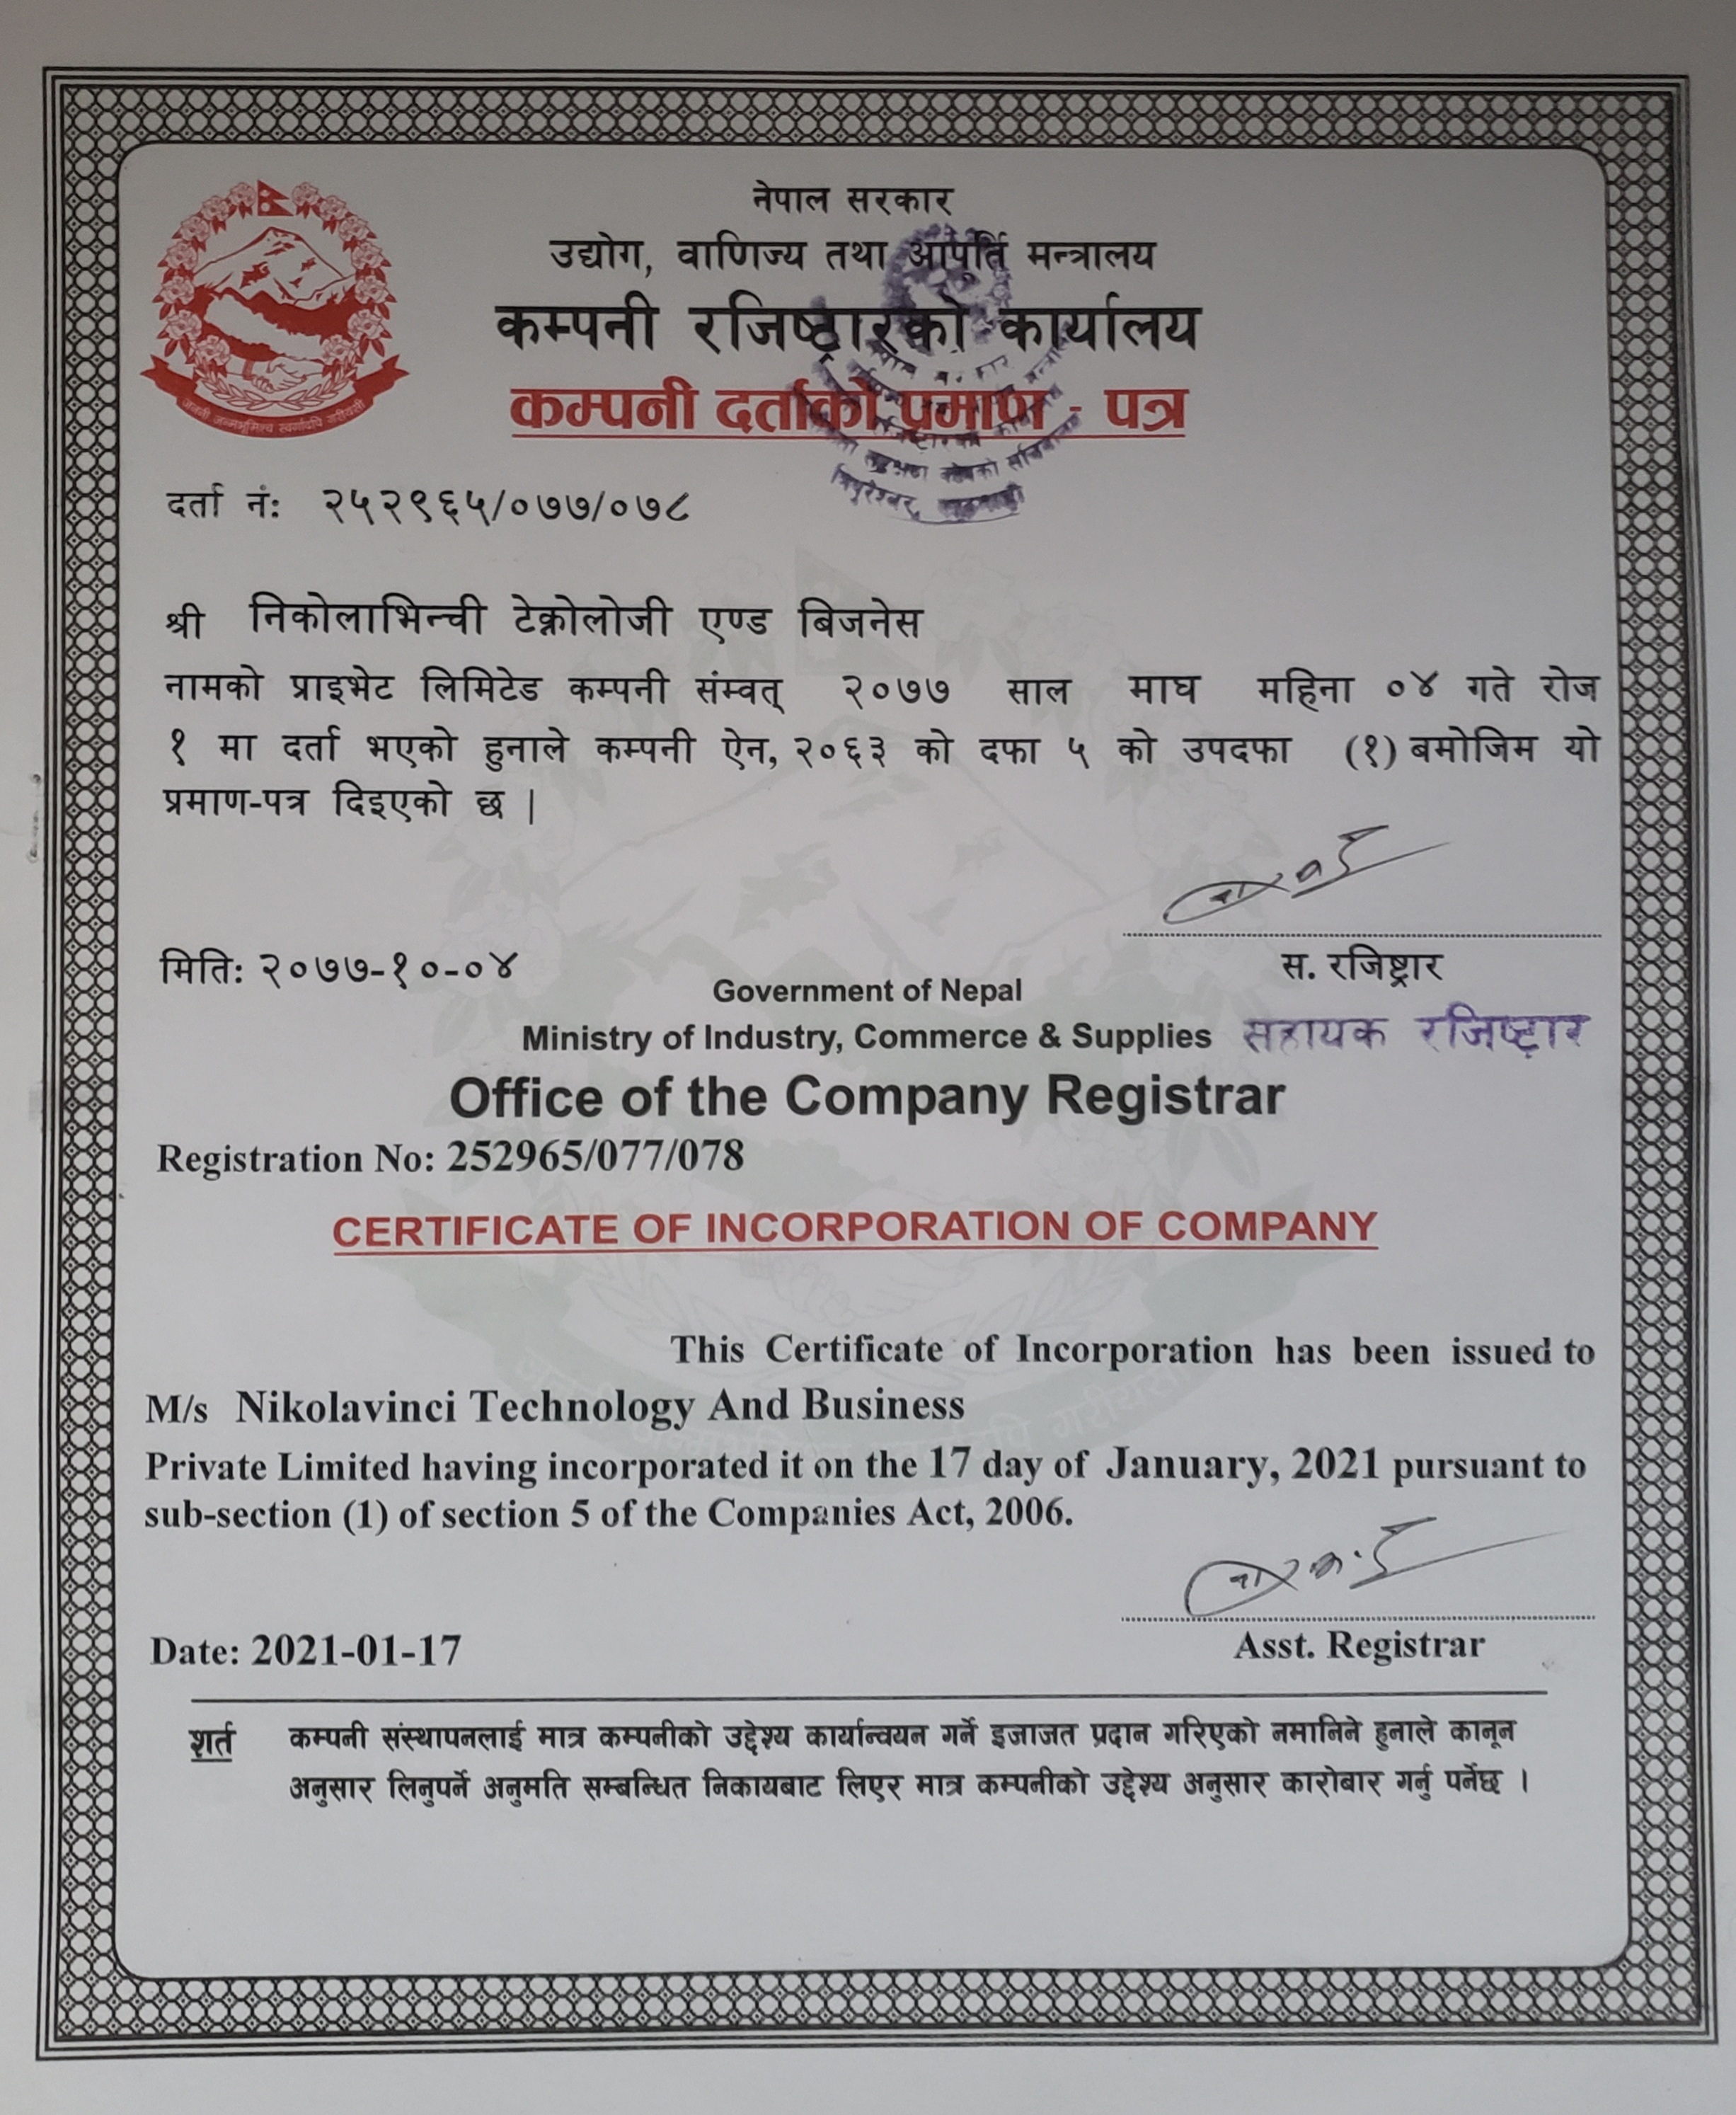 नेपाल सरकार
उद्योग, वाणिज्य तथा आपूर्ति मन्त्रालय
कम्पनी रजिष्ट्रारको कार्यालय
कम्पनी दर्ताको प्रमाण - पत्र
जननी जन्मभूमिश्च स्वर्गादपि गरीयसी
दर्ता नं: २५२९६५/०७७/०७८
श्री निकोलाभिन्ची टेक्नोलोजी एण्ड बिजनेस
नामको प्राइभेट लिमिटेड कम्पनी संम्वत् २०७७ साल माघ महिना ०४ गते रोज
१ मा दर्ता भएको हुनाले कम्पनी ऐन, २०६३ को दफा ५ को उपदफा (१) बमोजिम यो
प्रमाण-पत्र दिइएको छ |
मिति: २०७७-१०-०४
स. रजिष्ट्रार
सहायक रजिष्ट्रार
Government of Nepal
Ministry of Industry, Commerce & Supplies
Office of the Company Registrar
Registration No: 252965/077/078
CERTIFICATE OF INCORPORATION OF COMPANY
This Certificate of Incorporation has been issued to
M/s Nikolavinci Technology And Business
Private Limited having incorporated it on the 17 day of January, 2021 pursuant to
sub-section (1) of section 5 of the Companies Act, 2006.
Date: 2021-01-17
Asst. Registrar
शर्त कम्पनी संस्थापनलाई मात्र कम्पनीको उद्देश्य कार्यान्वयन गर्ने इजाजत प्रदान गरिएको नमानिने हुनाले कानून
अनुसार लिनुपर्ने अनुमति सम्बन्धित निकायबाट लिएर मात्र कम्पनीको उद्देश्य अनुसार कारोबार गर्नु पर्नेछ ।